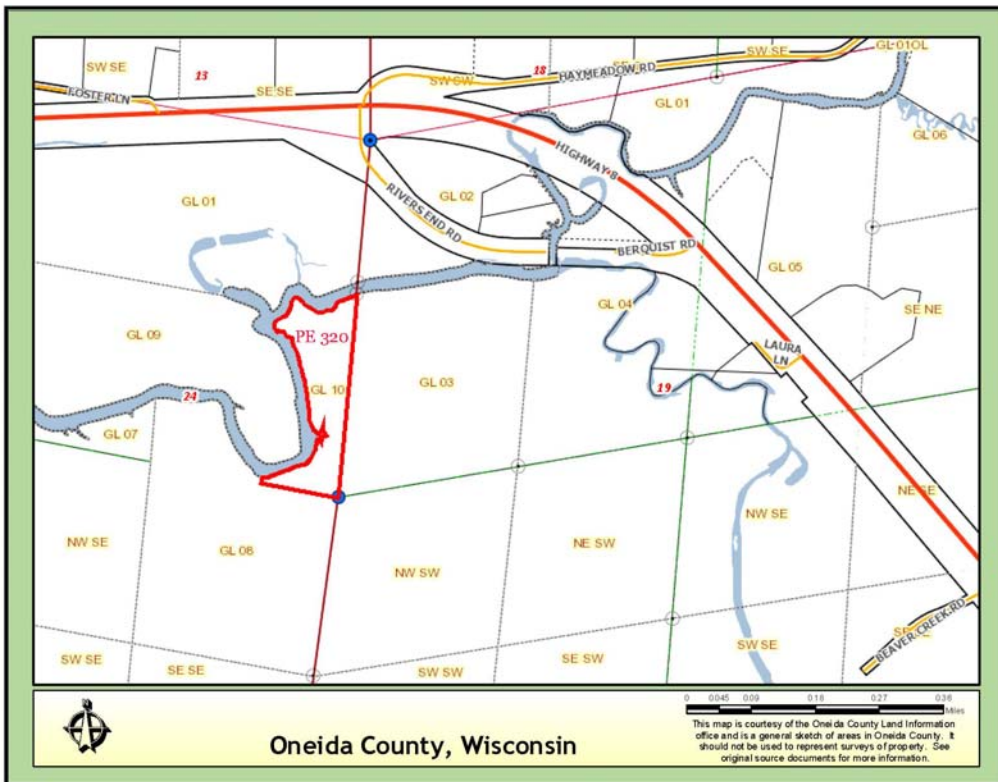 GL 01OL
SW SE
SW SE
13
18
HAYMEADOW RD
SW SW
SE SE
FOSTER LN
GL 01
GL 06
HIGHWAY 8
GL 01
GL 02
RIVERS END RD
BERQUIST RD
GL 05
GL 04
SE NE
GL 09
PE 320
LAURA
LN
GL 10
GL 03
19
24
GL 07
NE SE
NW SE
NW SE
GL 08
NE SW
NW SW
BEAVER CREEK RD
SW SE
SE SW
SW SE
SE SE
SW SW
0 0.045 0.09 0.18 0.27 0.36
Miles
Oneida County, Wisconsin
This map is courtesy of the Oneida County Land Information
office and is a general sketch of areas in Oneida County. It
should not be used to represent surveys of property. See
original source documents for more information.